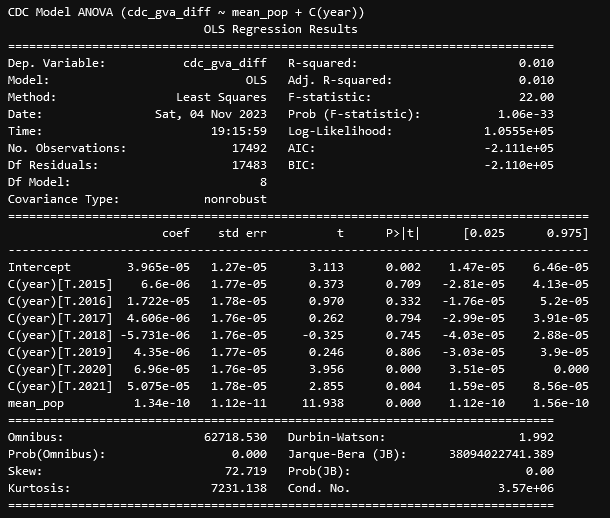 CDC Model ANOVA (cdc_gva_diff ~ mean_pop + C(year))
OLS Regression Results
==============================================================================
Dep. Variable: cdc_gva_diff R-squared: 0.010
Model: OLS Adj. R-squared: 0.010
Method: Least Squares F-statistic: 22.00
Date: Sat, 04 Nov 2023 Prob (F-statistic): 1.06e-33
Time: 19:15:59 Log-Likelihood: 1.0555e+05
No. Observations: 17492 AIC: -2.111e+05
Df Residuals: 17483 BIC: -2.110e+05
Df Model: 8
Covariance Type: nonrobust
===================================================================================
coef std err t P>|t| [0.025 0.975]
-----------------------------------------------------------------------------------
Intercept 3.965e-05 1.27e-05 3.113 0.002 1.47e-05 6.46e-05
C(year)[T.2015] 6.6e-06 1.77e-05 0.373 0.709 -2.81e-05 4.13e-05
C(year)[T.2016] 1.722e-05 1.78e-05 0.970 0.332 -1.76e-05 5.2e-05
C(year)[T.2017] 4.606e-06 1.76e-05 0.262 0.794 -2.99e-05 3.91e-05
C(year)[T.2018] -5.731e-06 1.76e-05 -0.325 0.745 -4.03e-05 2.88e-05
C(year)[T.2019] 4.35e-06 1.77e-05 0.246 0.806 -3.03e-05 3.9e-05
C(year)[T.2020] 6.96e-05 1.76e-05 3.956 0.000 3.51e-05 0.000
C(year)[T.2021] 5.075e-05 1.78e-05 2.855 0.004 1.59e-05 8.56e-05
mean_pop 1.34e-10 1.12e-11 11.938 0.000 1.12e-10 1.56e-10
==============================================================================
Omnibus: 62718.530 Durbin-Watson: 1.992
Prob(Omnibus): 0.000 Jarque-Bera (JB): 38094022741.389
Skew: 72.719 Prob(JB): 0.00
Kurtosis: 7231.138 Cond. No. 3.57e+06
==============================================================================